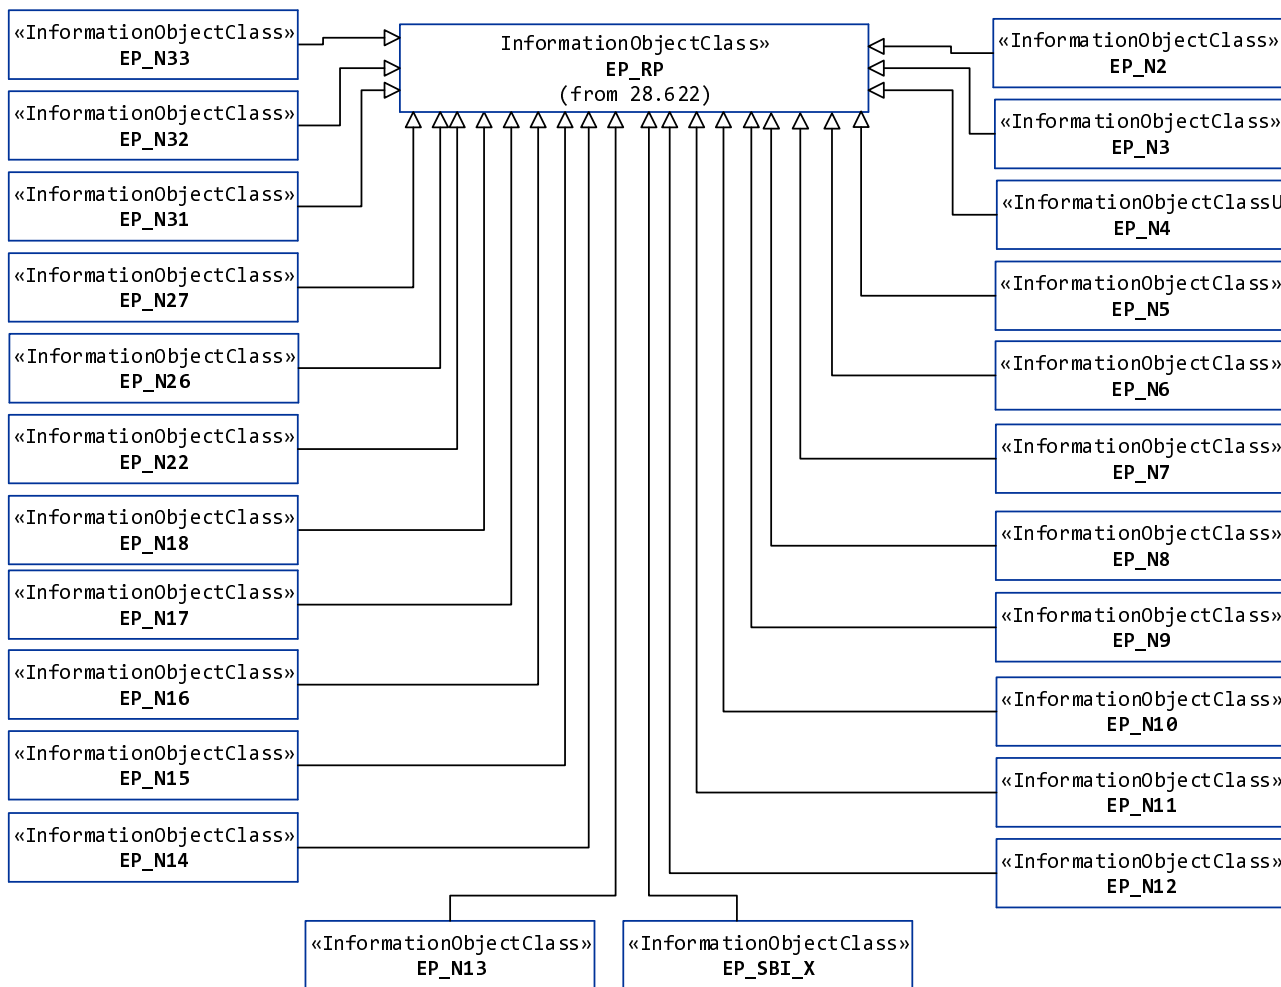 «InformationObjectClass»
EP_N33
«InformationObjectClass»
EP_N32
«InformationObjectClass»
EP_N31
«InformationObjectClass»
EP_N27
«InformationObjectClass»
EP_N26
«InformationObjectClass»
EP_N22
«InformationObjectClass»
EP_N18
«InformationObjectClass»
EP_N17
«InformationObjectClass»
EP_N16
«InformationObjectClass»
EP_N15
«InformationObjectClass»
EP_N14
InformationObjectClass»
EP_RP
(from 28.622)
«InformationObjectClass»
EP_N13
«InformationObjectClass»
EP_SBI_X
«InformationObjectClass»
EP_N2
«InformationObjectClass»
EP_N3
«InformationObjectClassU
EP_N4
«InformationObjectClass»
EP_N5
«InformationObjectClass»
EP_N6
«InformationObjectClass»
EP_N7
«InformationObjectClass»
EP_N8
«InformationObjectClass»
EP_N9
«InformationObjectClass»
EP_N10
«InformationObjectClass»
EP_N11
«InformationObjectClass»
EP_N12